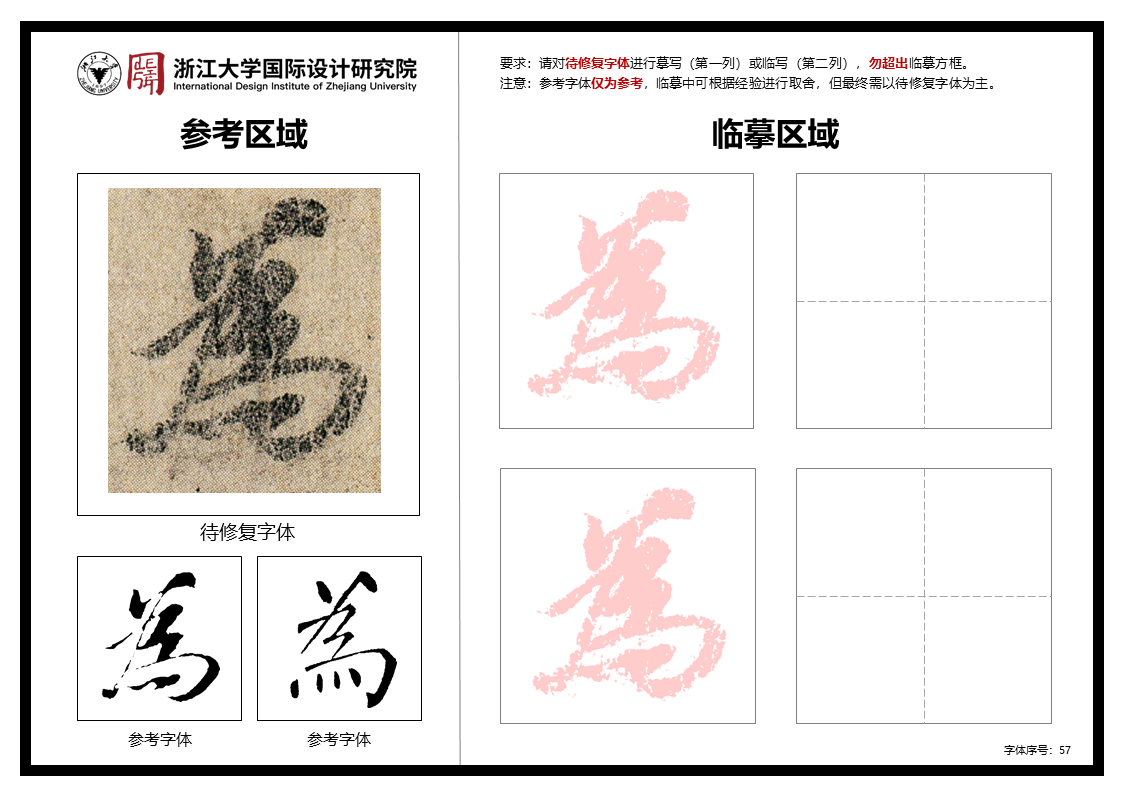 浙江大学国际设计研究院
International Design Institute of Zhejiang University
参考区域
為
待修复字体
為
為
参考字体
参考字体
要求：请对待修复字体进行摹写（第一列）或临写（第二列），勿超出临摹方框。
注意：参考字体仅为参考，临摹中可根据经验进行取舍，但最终需以待修复字体为主。
临摹区域
為
為
字体序号：57